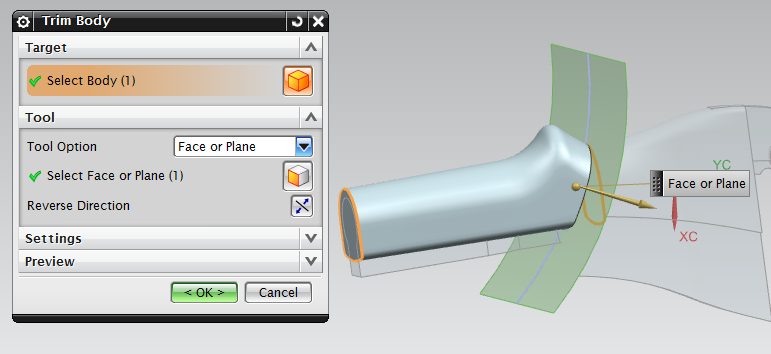 Trim Body
Target
Select Body (1)
Tool
Tool Option Face or Plane
Select Face or Plane (1)
Reverse Direction
Settings
Preview
< OK > Cancel
YC
Face or Plane
XC